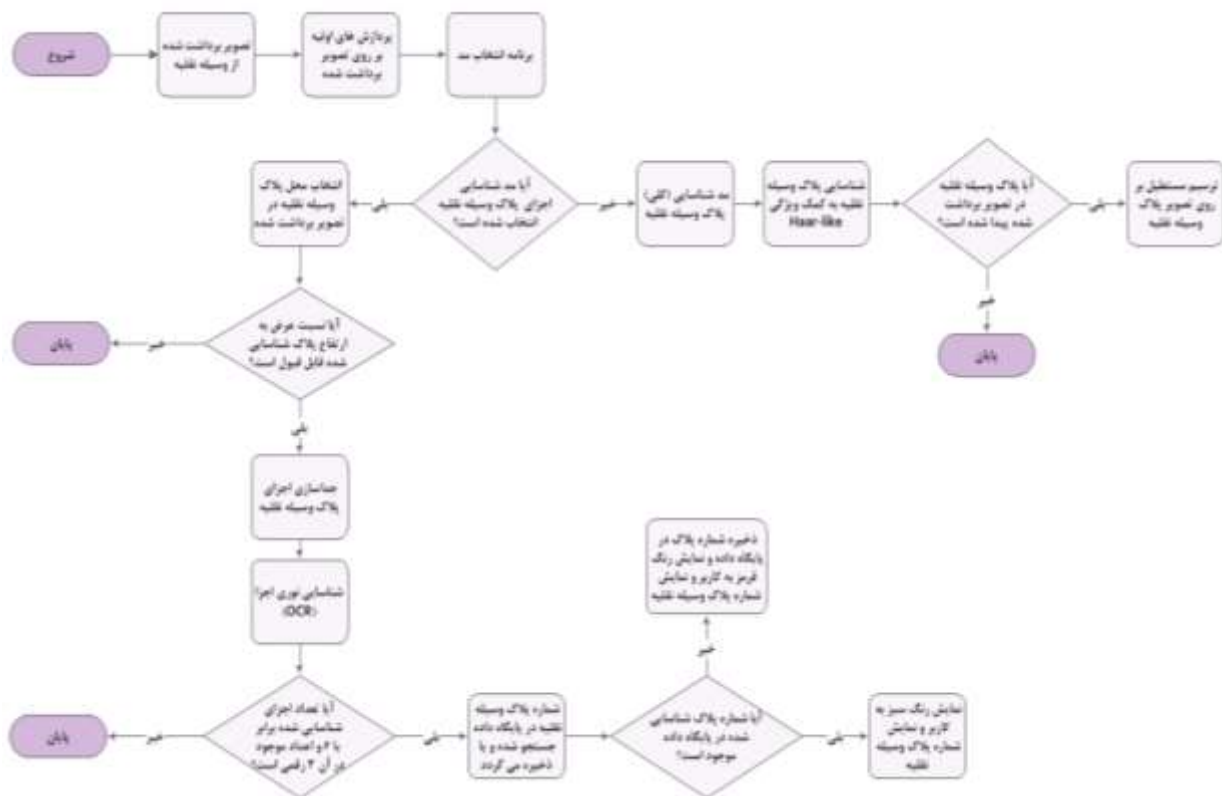 شروع
تصویر برداشت شده
از وسیله نقلیه
پردازش های اولیه
بر روی تصویر
برداشت شده
برنامه انتخاب مد
آیا مد شناسایی
اجزای پلاک وسیله نقلیه
انتخاب شده است؟
بلی
انتخاب محل پلاک
وسیله نقلیه در
تصویر برداشت شده
خیر
مد شناسایی (کلی)
پلاک وسیله نقلیه
شناسایی پلاک وسیله
نقلیه به کمک ویژگی
Haar-like
آیا پلاک وسیله نقلیه
در تصویر برداشت
شده پیدا شده است؟
بلی
ترسیم مستطیل بر
روی تصویر پلاک
وسیله نقلیه
خیر
پایان
آیا نسبت عرض به
ارتفاع پلاک شناسایی
شده قابل قبول است؟
خیر
پایان
بلی
جداسازی اجزای
پلاک وسیله نقلیه
شناسایی نوری اجزا
(OCR)
آیا تعداد اجزای
شناسایی شده برابر
با و اعداد موجود
در آن رقمی است؟
خیر
پایان
بلی
شماره پلاک وسیله
نقلیه در پایگاه داده
جستجو شده و یا
ذخیره می گردد
آیا شماره پلاک شناسایی
شده در پایگاه داده
موجود است؟
خیر
ذخیره شماره پلاک در
پایگاه داده و نمایش رنگ
قرمز به کاربر و نمایش
شماره پلاک وسیله نقلیه
بلی
نمایش رنگ سبز به
کاربر و نمایش
شماره پلاک وسیله
نقلیه